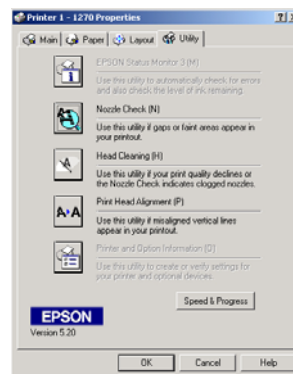 Printer 1 - 1270 Properties
Main
Paper
Layout
Utility
EPSON Status Monitor 3 (M)
Use this utility to automatically check for errors
and also check the level of ink remaining.
Nozzle Check (N)
Use this utility if gaps or faint areas appear in
your printout.
Head Cleaning (H)
Use this utility if your print quality declines or
the Nozzle Check indicates clogged nozzles.
Print Head Alignment (P)
Use this utility if misaligned vertical lines
appear in your printout.
Printer and Option Information (O)
Use this utility to create or verify settings for
your printer and optional devices.
Speed & Progress
EPSON
Version 5.20
OK
Cancel
Help